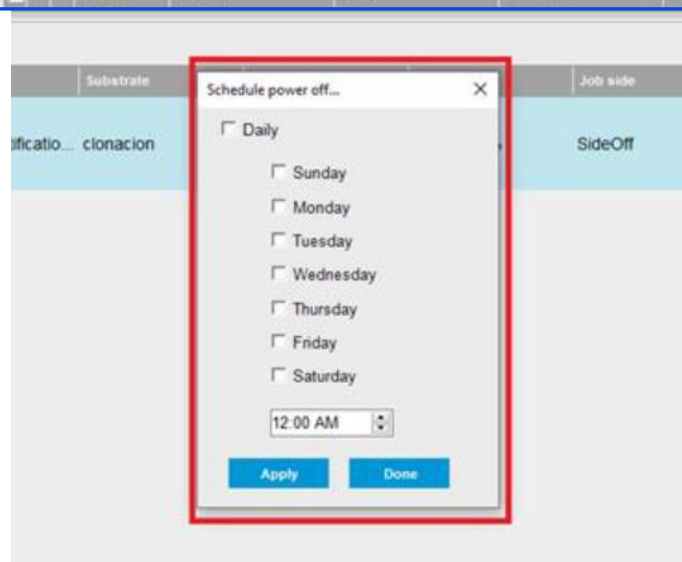 Substrate Job side
Schedule power off...
Daily
clonacion SideOff
Sunday
Monday
Tuesday
Wednesday
Thursday
Friday
Saturday
12:00 AM
Apply Done